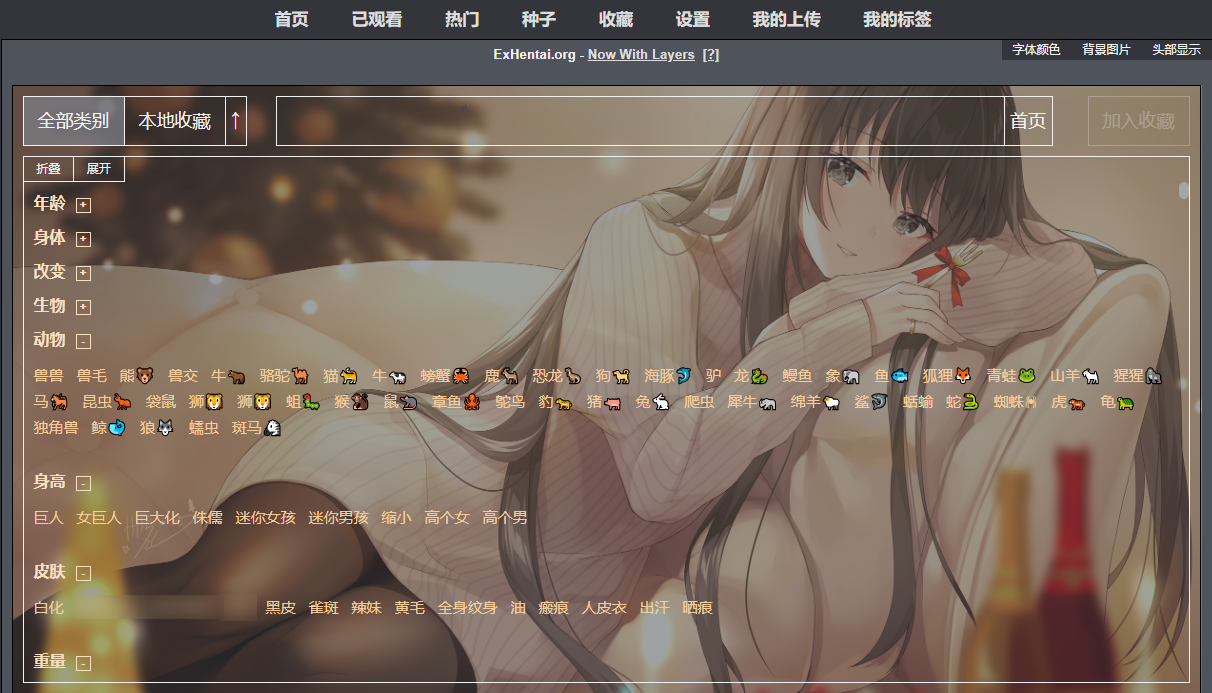 首页 已观看 热门 种子 收藏 设置 我的上传 我的标签
ExHentai.org - Now With Layers [?]
字体颜色 背景图片 头部显示
全部类别 本地收藏 ↑ 首页 加入收藏
折叠 展开
年龄 +
身体 +
改变 +
生物 +
动物 -
兽兽 兽毛 熊 兽交 牛 骆驼 猫 牛 螃蟹 鹿 恐龙 狗 海豚 驴 龙 鳗鱼 象 鱼 狐狸 青蛙 山羊 猩猩
马 昆虫 袋鼠 狮 狮 蛆 猴 鼠 章鱼 鸵鸟 豹 猪 兔 爬虫 犀牛 绵羊 鲨 蛞蝓 蛇 蜘蛛 虎 龟
独角兽 鲸 狼 蠕虫 斑马
身高 -
巨人 女巨人 巨大化 侏儒 迷你女孩 迷你男孩 缩小 高个女 高个男
皮肤 -
白化 黑皮 雀斑 辣妹 黄毛 全身纹身 油 瘢痕 人皮衣 出汗 晒痕
重量 -